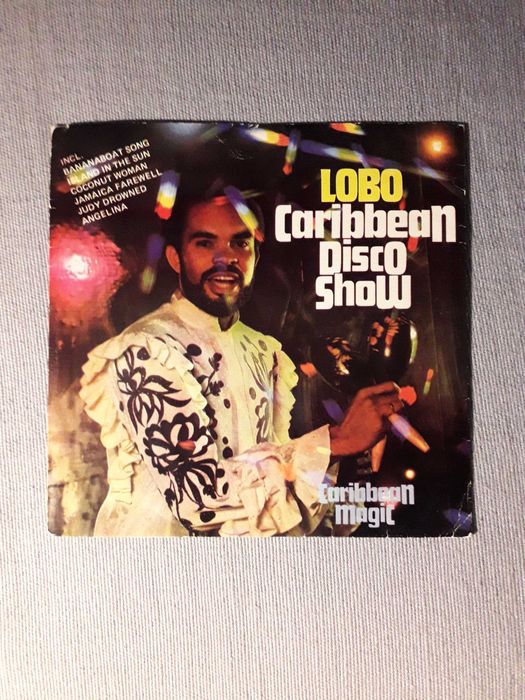 INCL.
BANANABOAT SONG
ISLAND IN THE SUN
COCONUT WOMAN
JAMAICA FAREWELL
JUDY DROWNED
ANGELINA
LOBO
Caribbean
Disco
Show
Caribbean
Magic